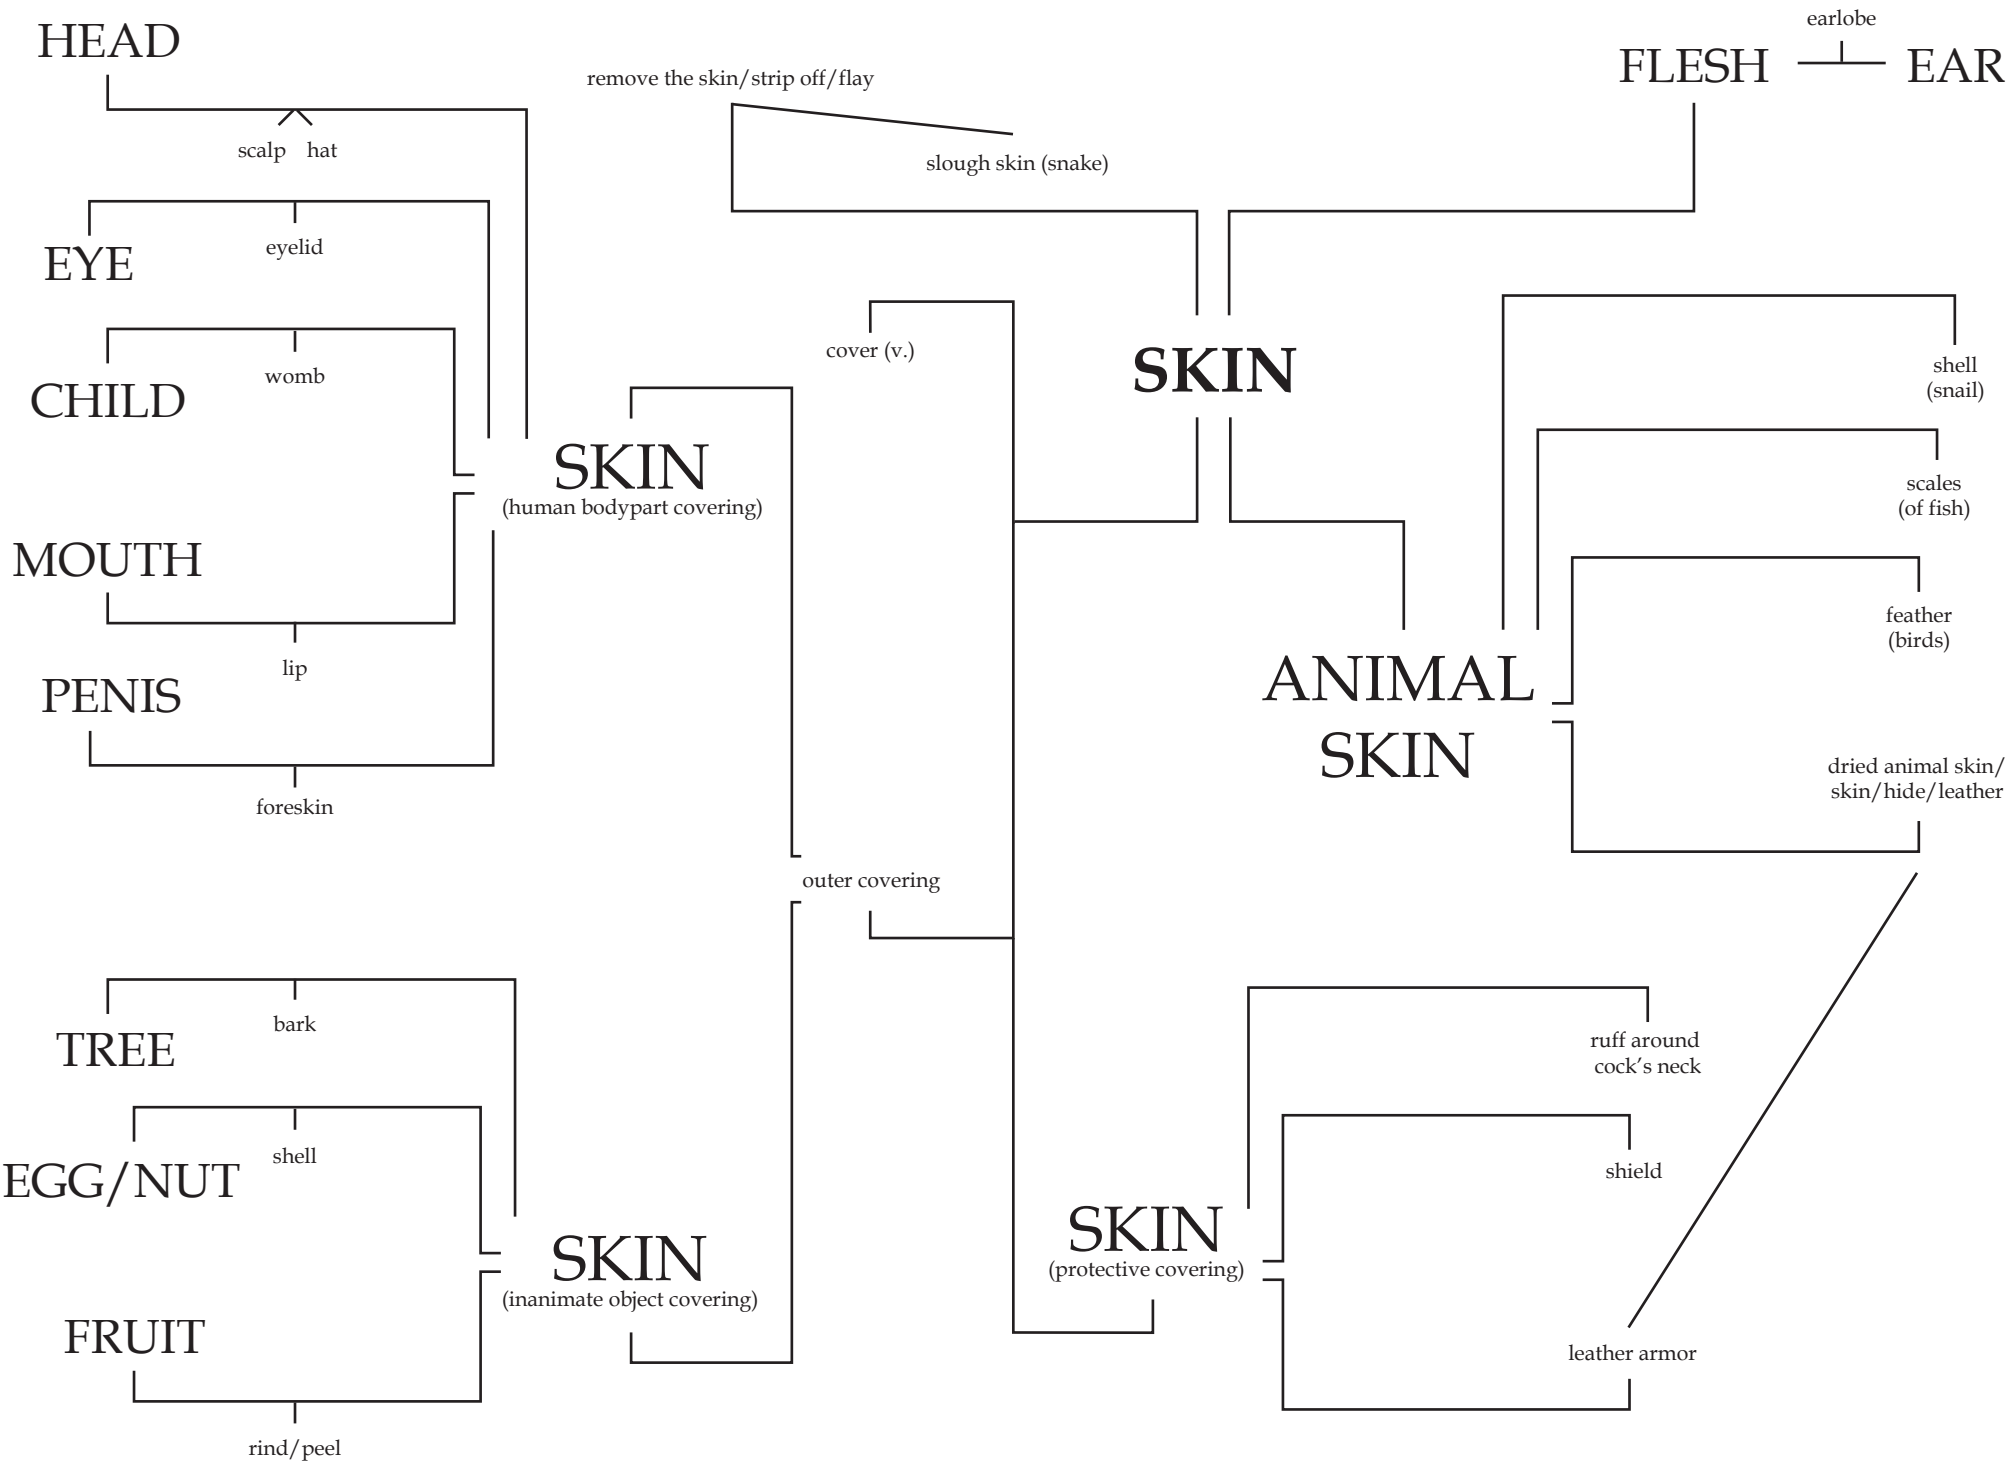 HEAD
scalp hat
EYE
eyelid
CHILD
womb
MOUTH
lip
PENIS
foreskin
SKIN
(human bodypart covering)
remove the skin/strip off/flay
slough skin (snake)
cover (v.)
outer covering
TREE
bark
EGG/NUT
shell
FRUIT
rind/peel
SKIN
(inanimate object covering)
earlobe
FLESH EAR
SKIN
ANIMAL
SKIN
shell
(snail)
scales
(of fish)
feather
(birds)
dried animal skin/
skin/hide/leather
ruff around
cock's neck
shield
SKIN
(protective covering)
leather armor